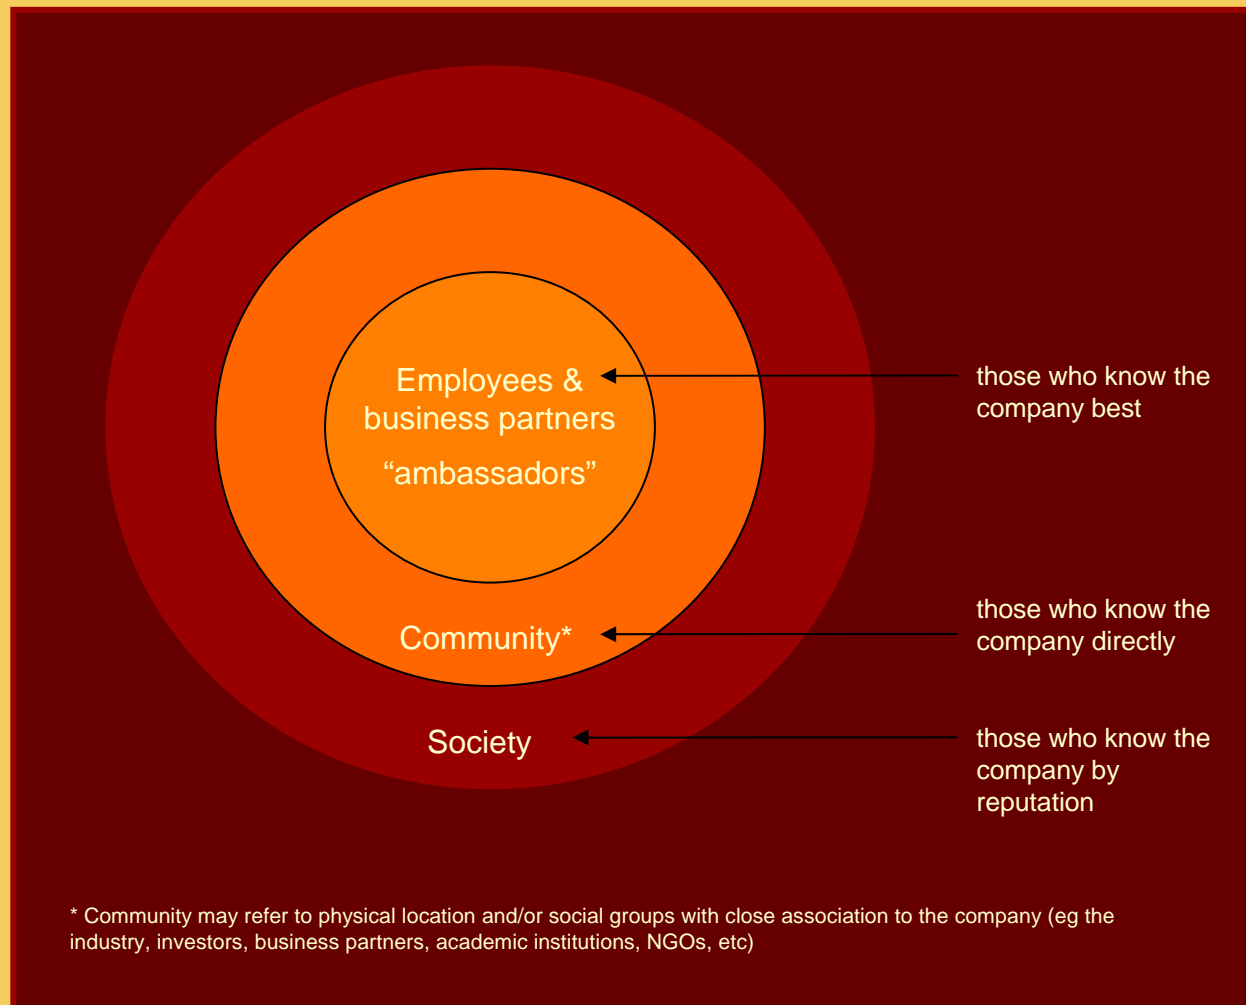 Employees &
business partners
“ambassadors”
those who know the
company best
Community*
those who know the
company directly
Society
those who know the
company by
reputation
* Community may refer to physical location and/or social groups with close association to the company (eg the
industry, investors, business partners, academic institutions, NGOs, etc)